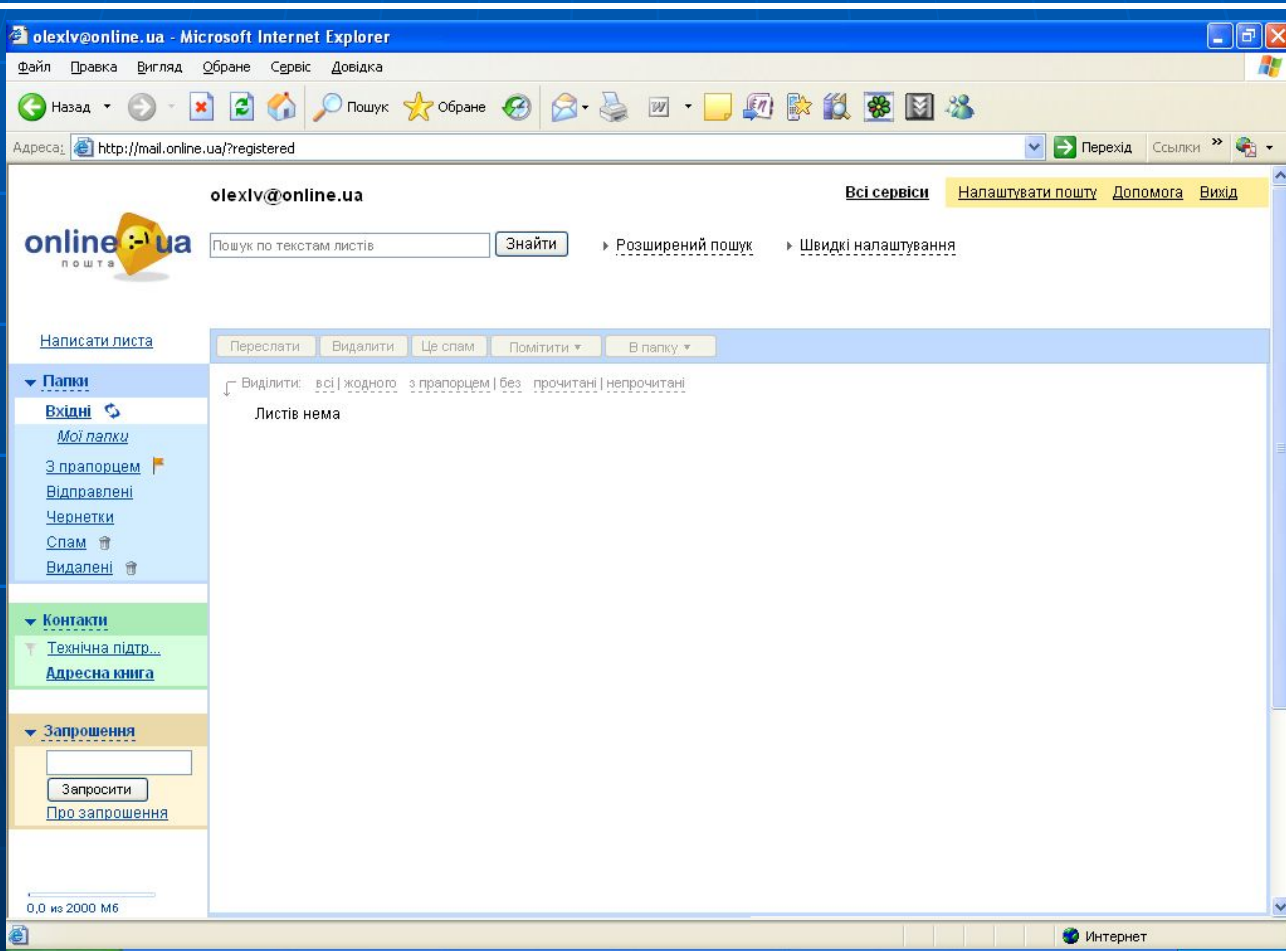 olexlv@online.ua - Microsoft Internet Explorer
Файл Правка Вигляд Обране Сервіс Довідка
Назад Пошук Обране
Адреса: http://mail.online.ua/?registered Перехід Ссылки »
olexlv@online.ua Всі сервіси Налаштувати пошту Допомога Вихід
online ua
пошта
Пошук по текстам листів Знайти Розширений пошук Швидкі налаштування
Написати листа
Переслати Видалити Це спам Помітити В папку
Папки
Виділити: всі | жодного з прапорцем | без прочитані | непрочитані
Вхідні
Листів нема
Мої папки
З прапорцем
Відправлені
Чернетки
Спам
Видалені
Контакти
Технічна підтр...
Адресна книга
Запрошення
Запросити
Про запрошення
0,0 из 2000 Мб
Интернет